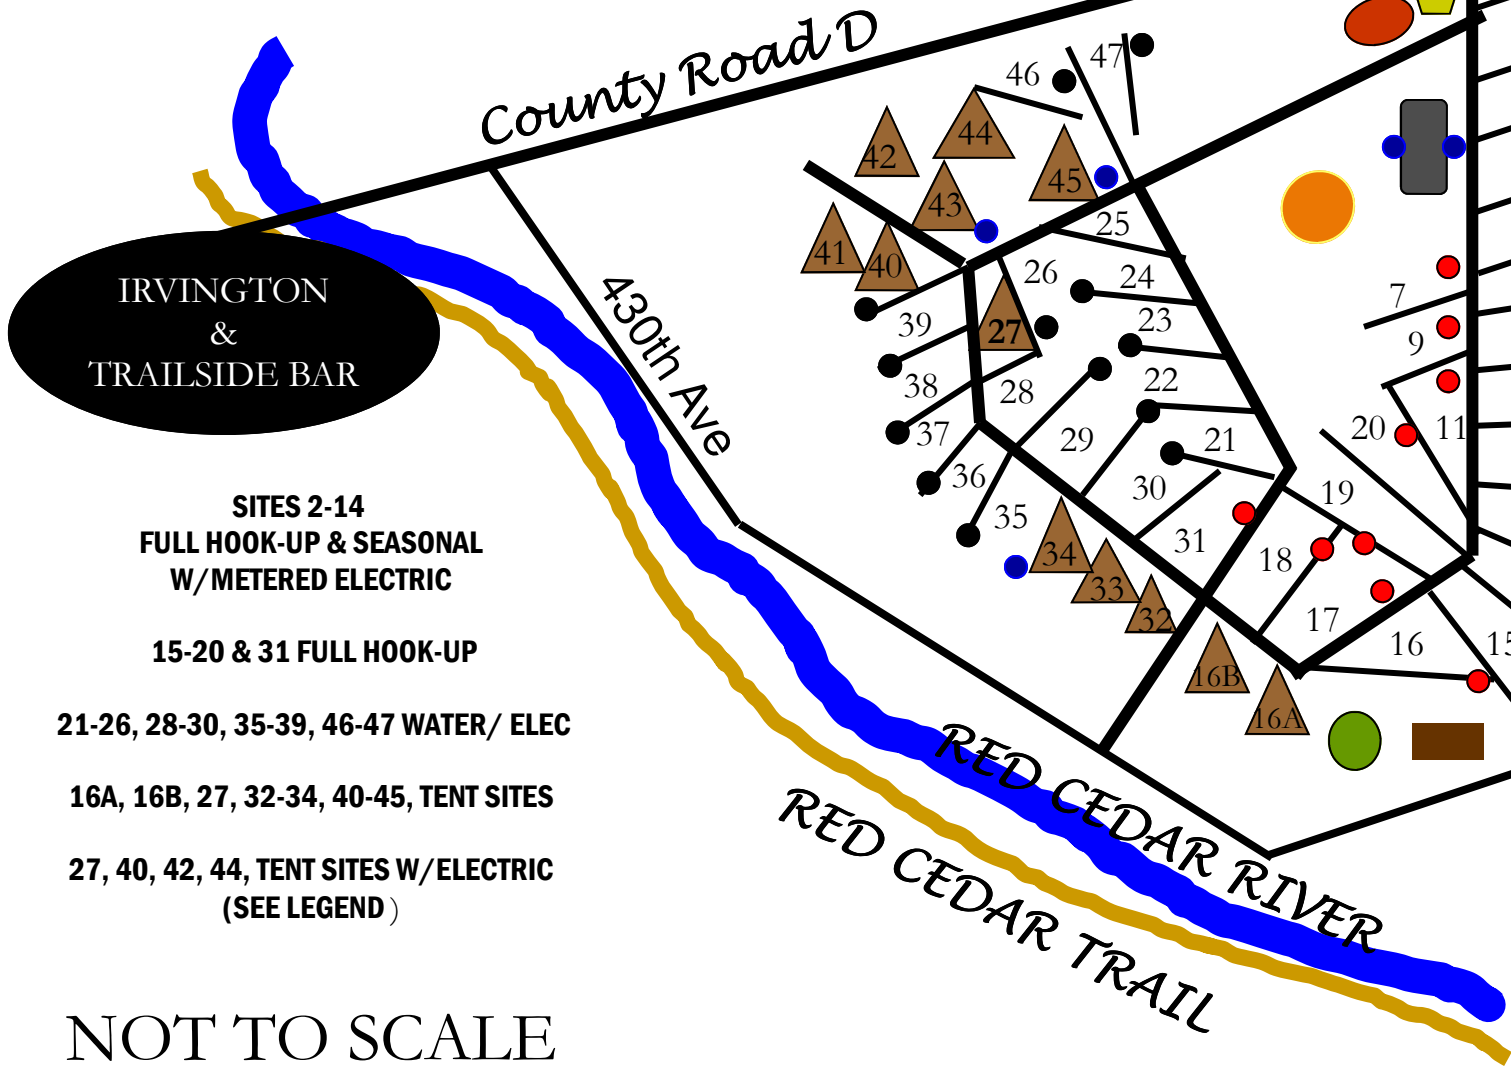 County Road D
47
46
44
42
45
43
25
41
40
26
24
IRVINGTON
&
TRAILSIDE BAR
430th Ave
39
27
23
7
9
38
28
22
37
29
21
20
11
36
30
19
35
34
31
18
33
32
17
16
15
16B
16A
SITES 2-14
FULL HOOK-UP & SEASONAL
W/METERED ELECTRIC
15-20 & 31 FULL HOOK-UP
21-26, 28-30, 35-39, 46-47 WATER/ ELEC
16A, 16B, 27, 32-34, 40-45, TENT SITES
27, 40, 42, 44, TENT SITES W/ELECTRIC
(SEE LEGEND )
RED CEDAR RIVER
RED CEDAR TRAIL
NOT TO SCALE